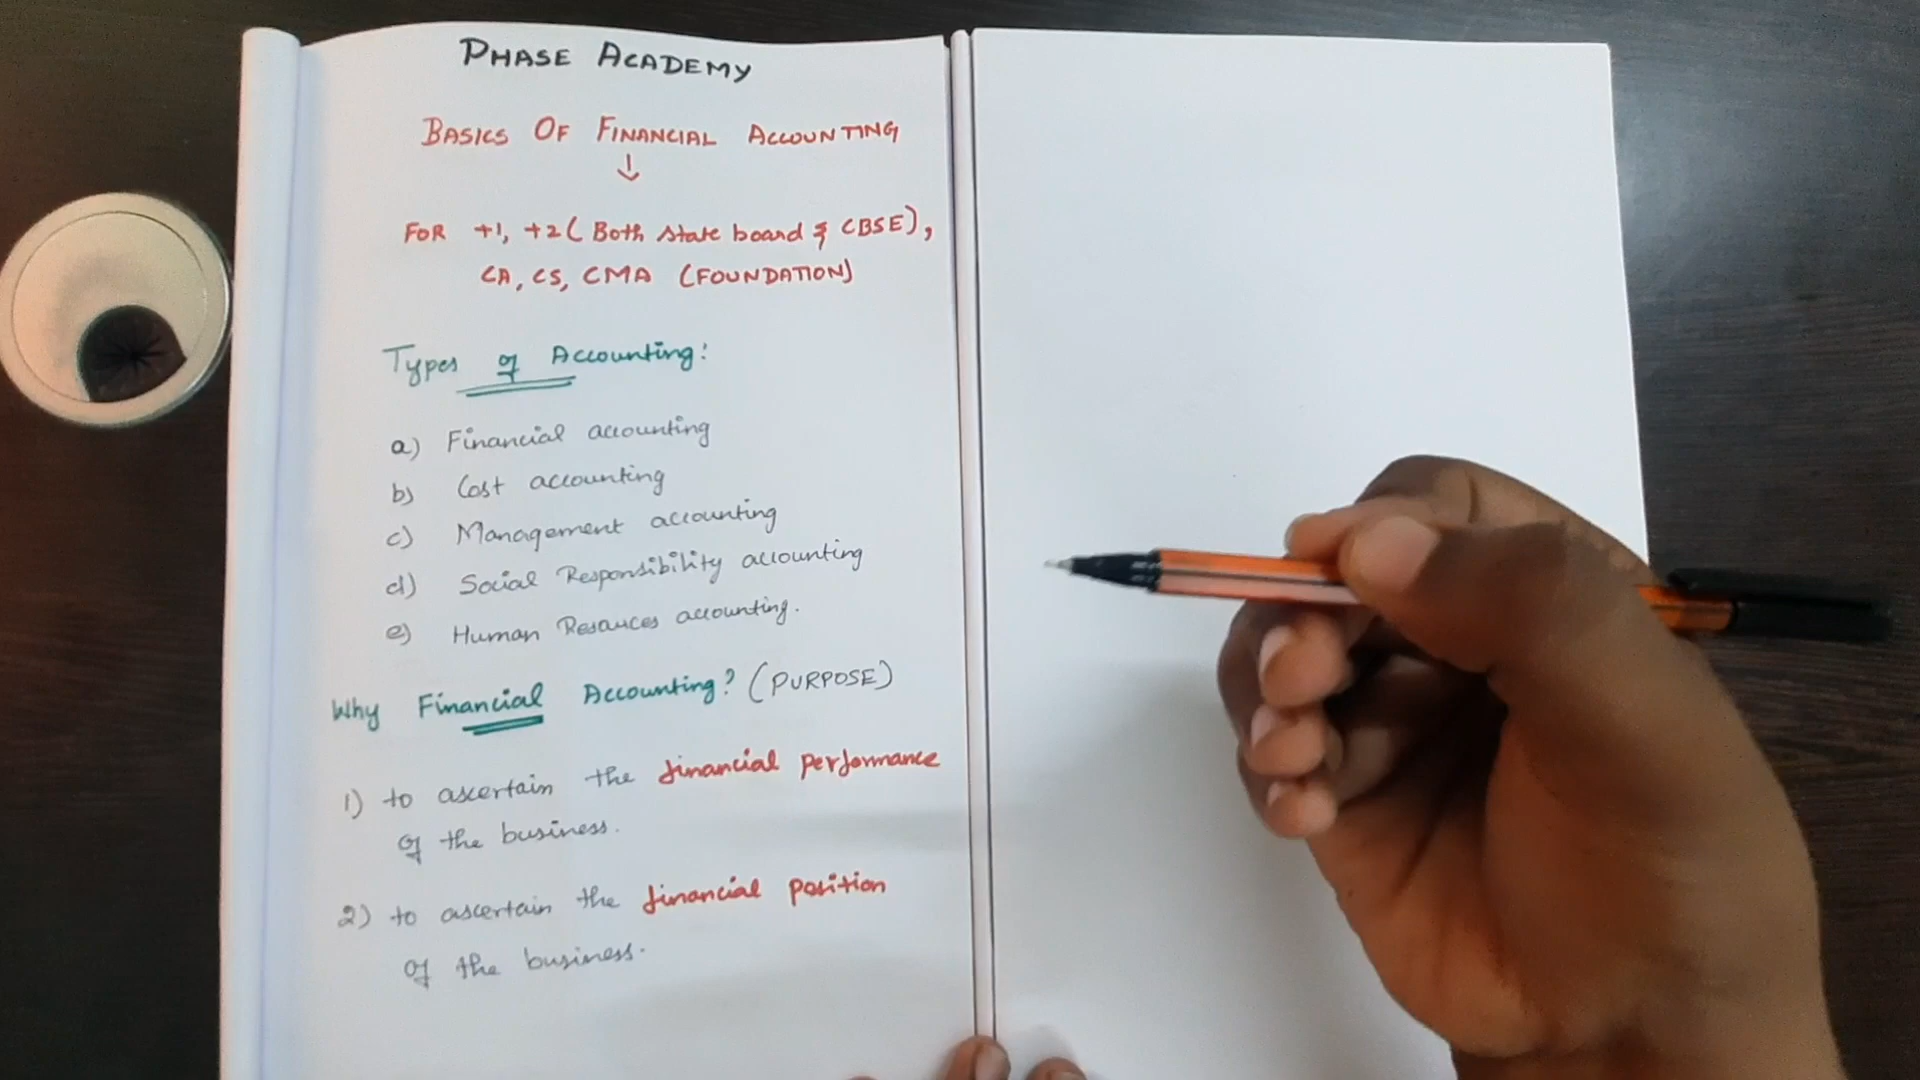 PHASE ACADEMY
BASICS OF FINANCIAL ACCOUNTING
↓
FOR +1, +2 (Both state board & CBSE),
CA, CS, CMA (FOUNDATION)
Types of Accounting:
a) Financial accounting
b) Cost accounting
c) Management accounting
d) Social Responsibility accounting
e) Human Resources accounting.
Why Financial Accounting? (PURPOSE)
1) to ascertain the financial performance
of the business.
2) to ascertain the financial position
of the business.